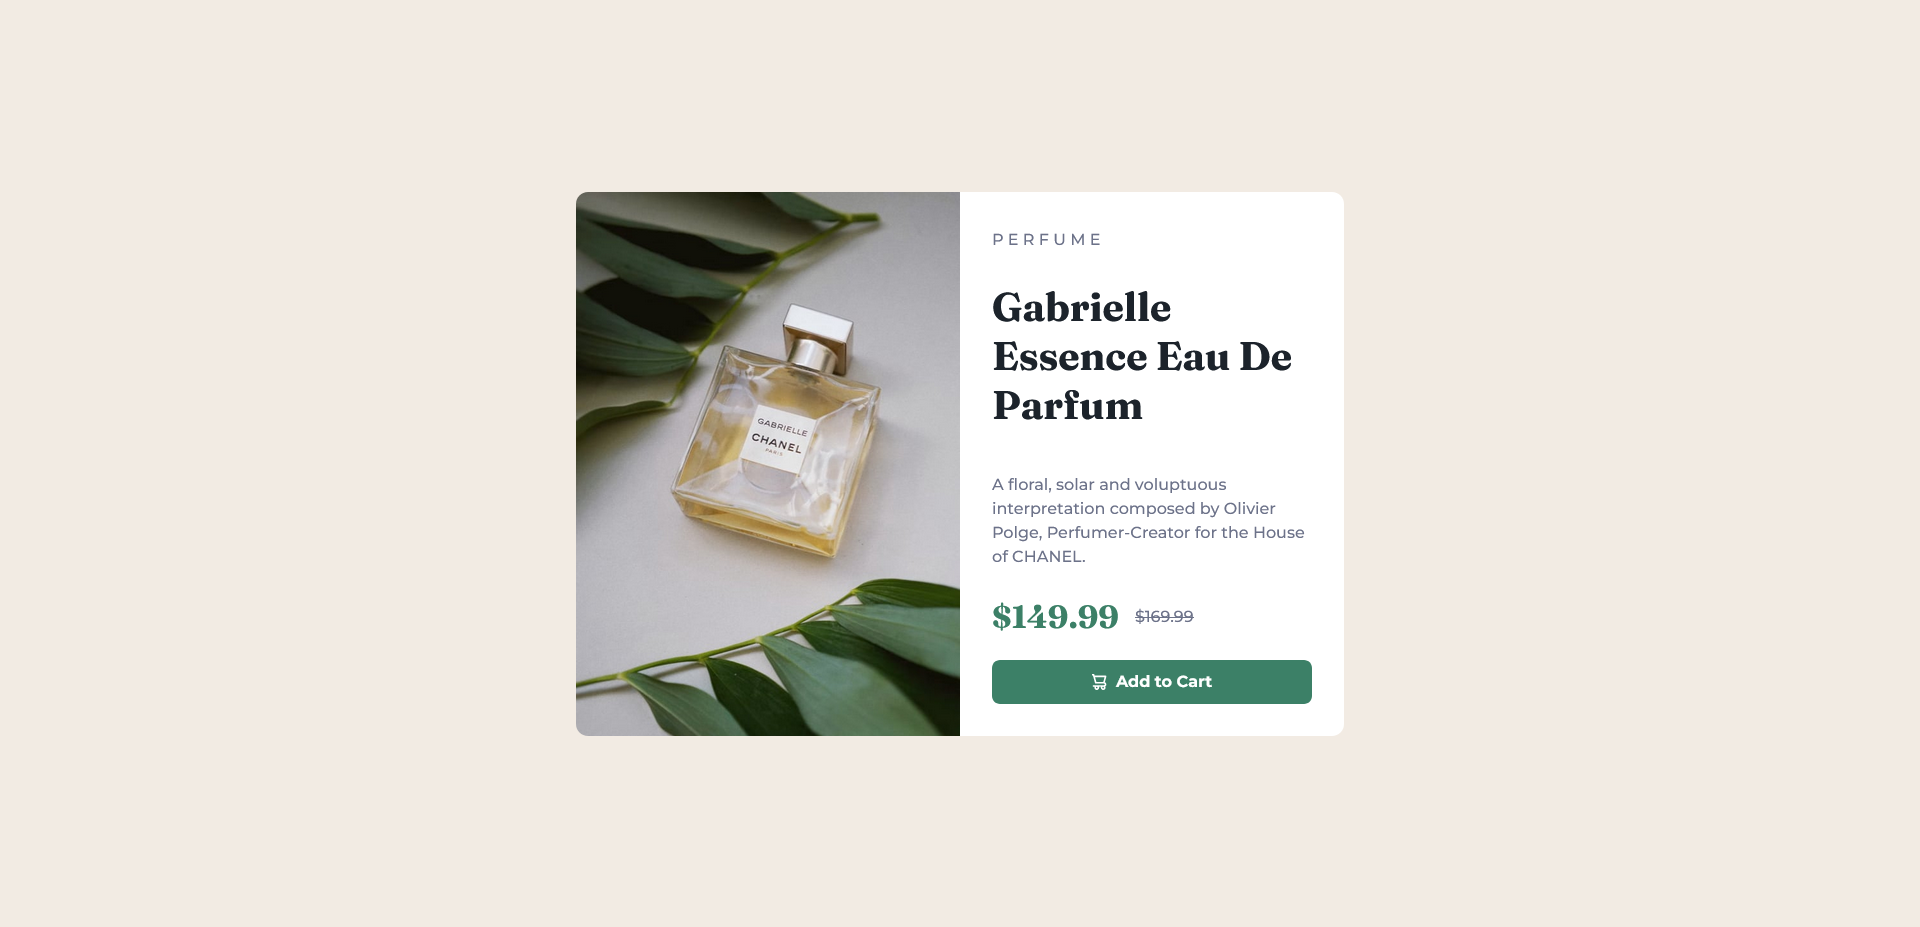 GABRIELLE
CHANEL
PARIS
PERFUME
Gabrielle
Essence Eau De
Parfum
A floral, solar and voluptuous
interpretation composed by Olivier
Polge, Perfumer-Creator for the House
of CHANEL.
$149.99 $169.99
Add to Cart